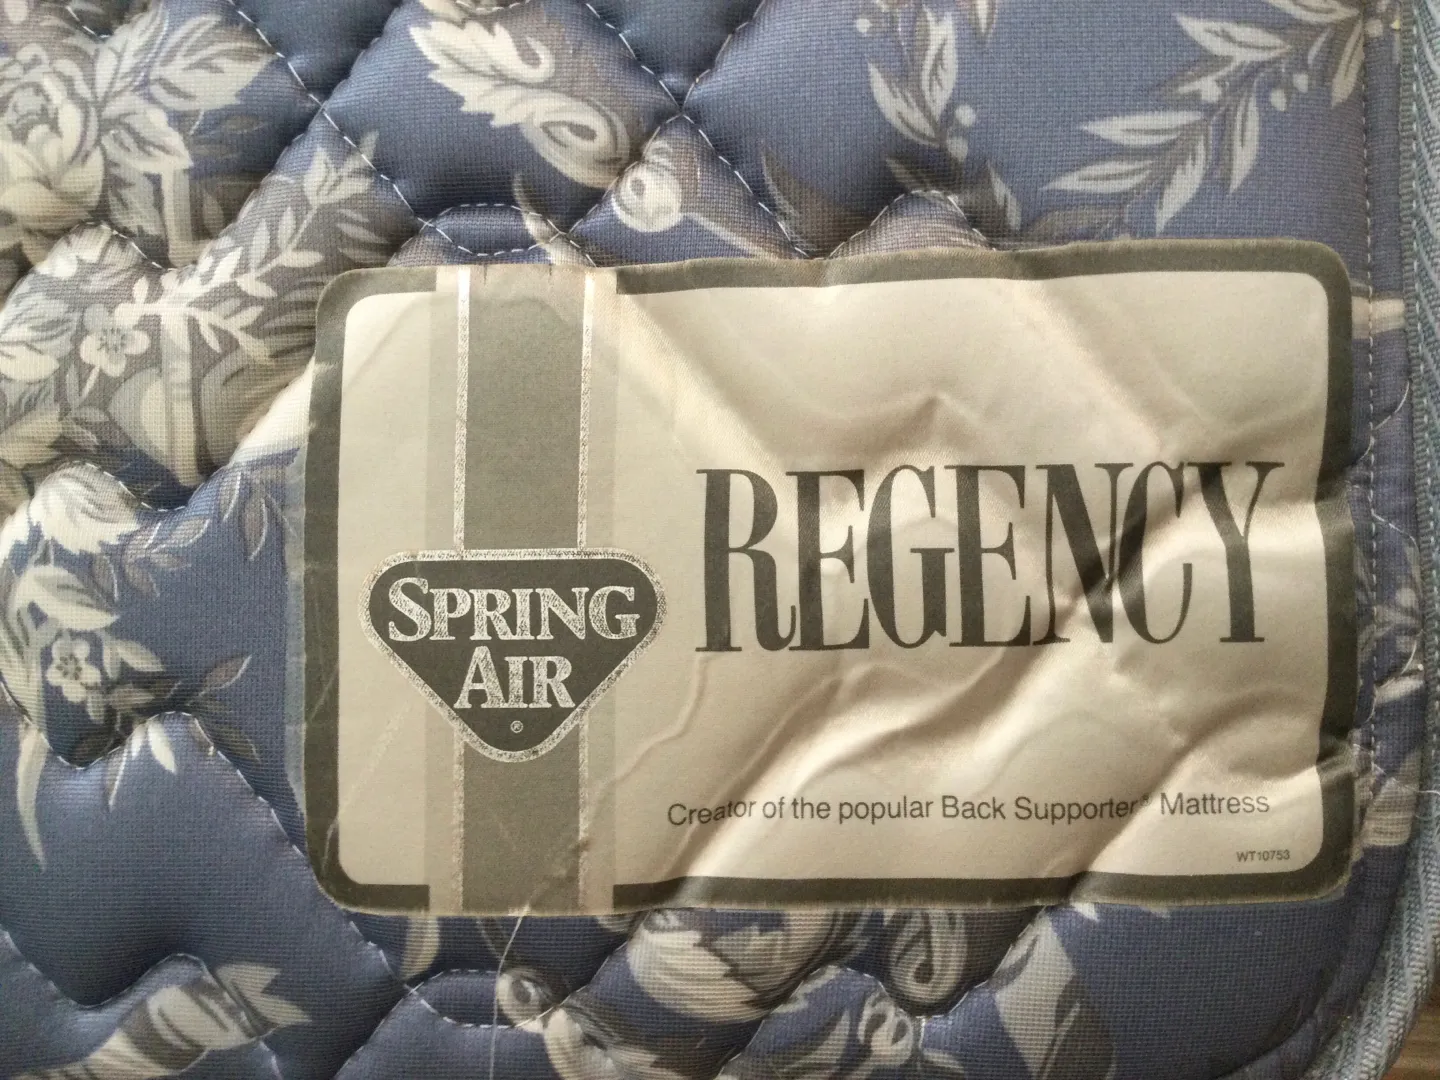 SPRING
AIR
®
REGENCY
Creator of the popular Back Supporter® Mattress
WT10753